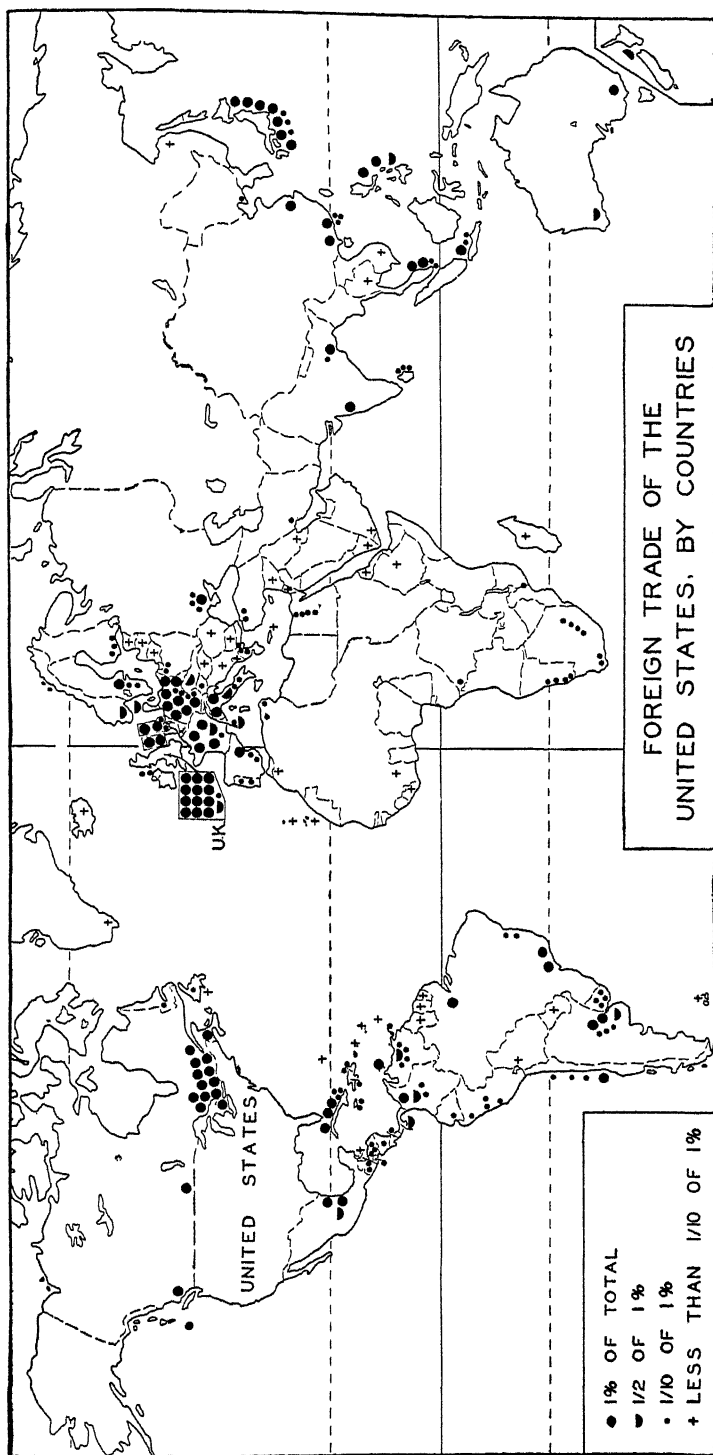 FOREIGN TRADE OF THE
UNITED STATES, BY COUNTRIES
UNITED STATES
U.K.
● 1% OF TOTAL
◗ 1/2 OF 1%
• 1/10 OF 1%
+ LESS THAN 1/10 OF 1%